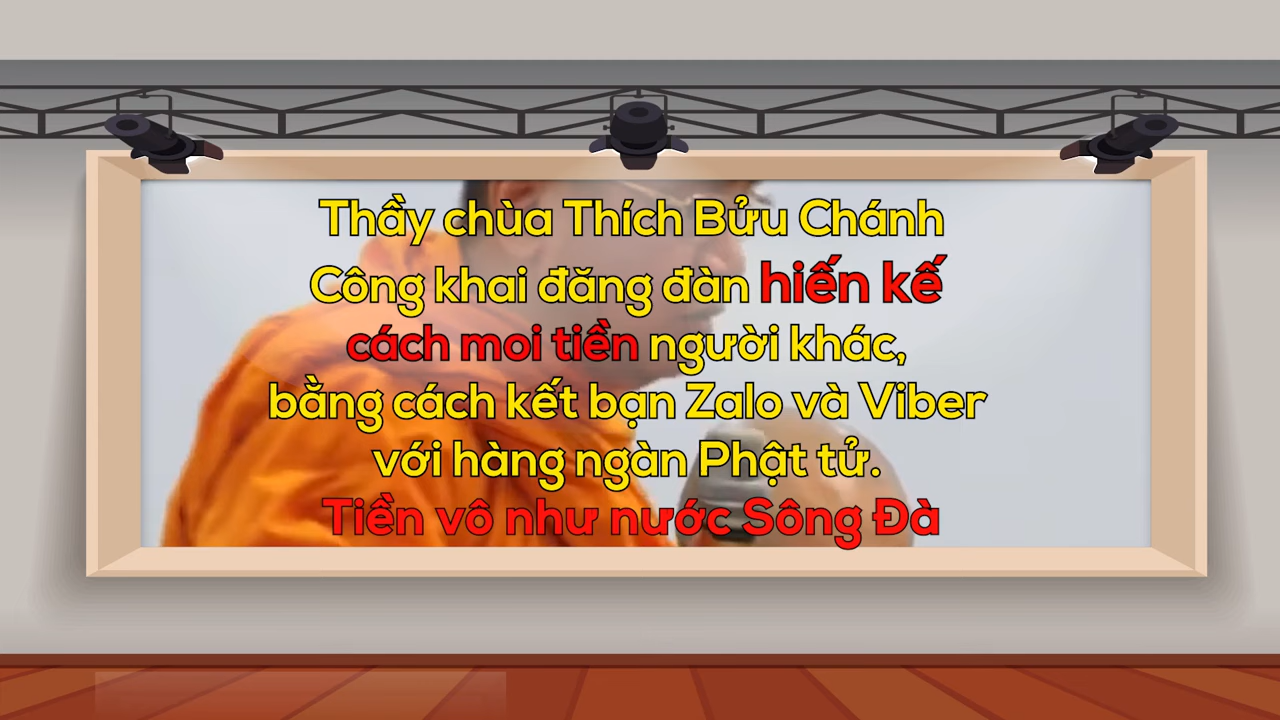 Thầy chùa Thích Bửu Chánh
Công khai đăng đàn hiến kế
cách moi tiền người khác,
bằng cách kết bạn Zalo và Viber
với hàng ngàn Phật tử.
Tiền vô như nước Sông Đà